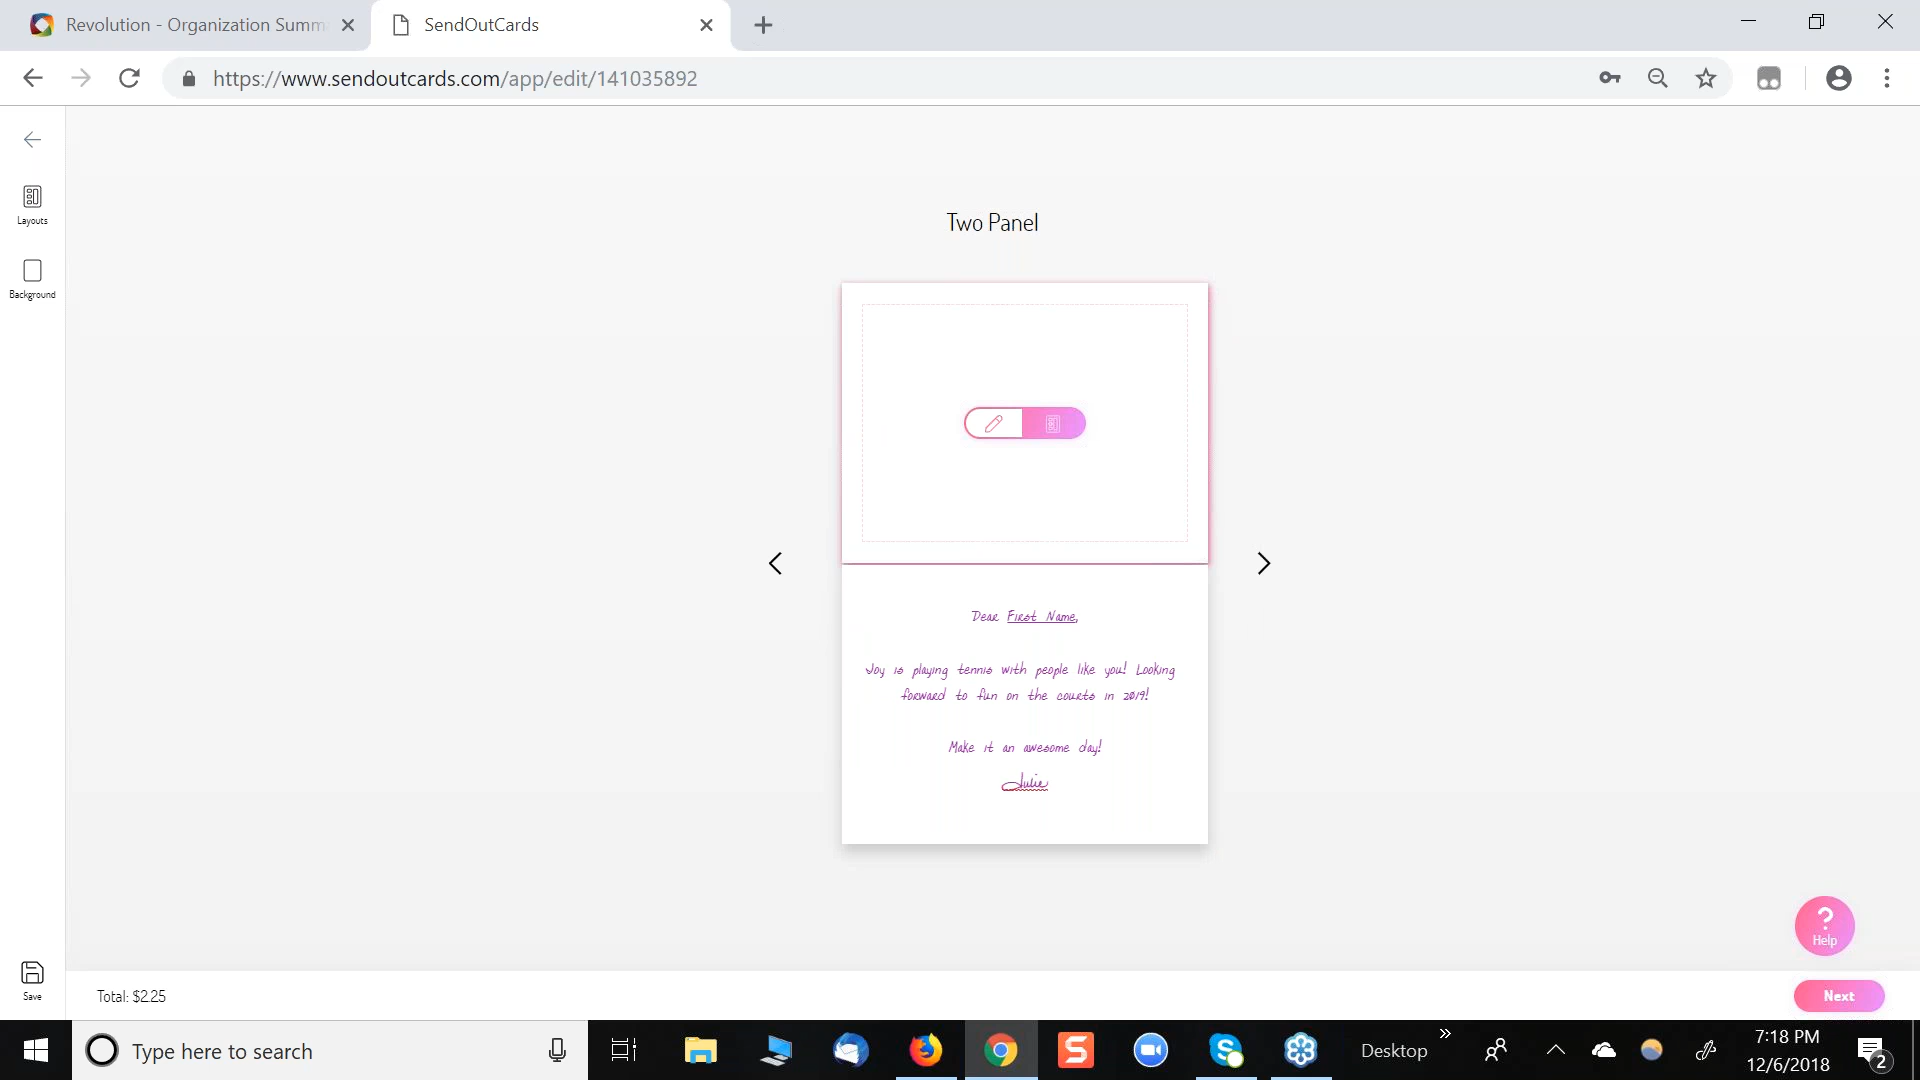 Revolution - Organization Summ
SendOutCards
https://www.sendoutcards.com/app/edit/141035892
Layouts
Background
Two Panel
Dear First Name,
Joy is playing tennis with people like you! Looking
forward to fun on the courts in 2019!
Make it an awesome day!
Julie
?
Help
Save
Total: $2.25
Next
Type here to search
Desktop
7:18 PM
12/6/2018
2